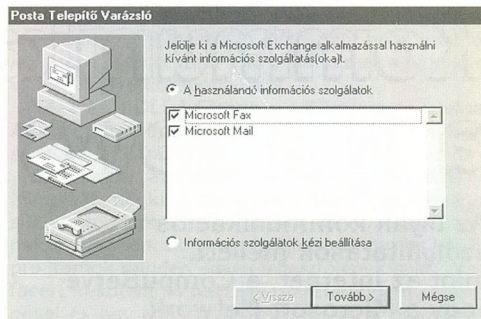 Posta Telepítő Varázsló
Jelölje ki a Microsoft Exchange alkalmazással használni
kívánt információs szolgáltatás(oka)t.
A használandó információs szolgálatok
Microsoft Fax
Microsoft Mail
Információs szolgálatok kézi beállítása
< Vissza
Tovább >
Mégse